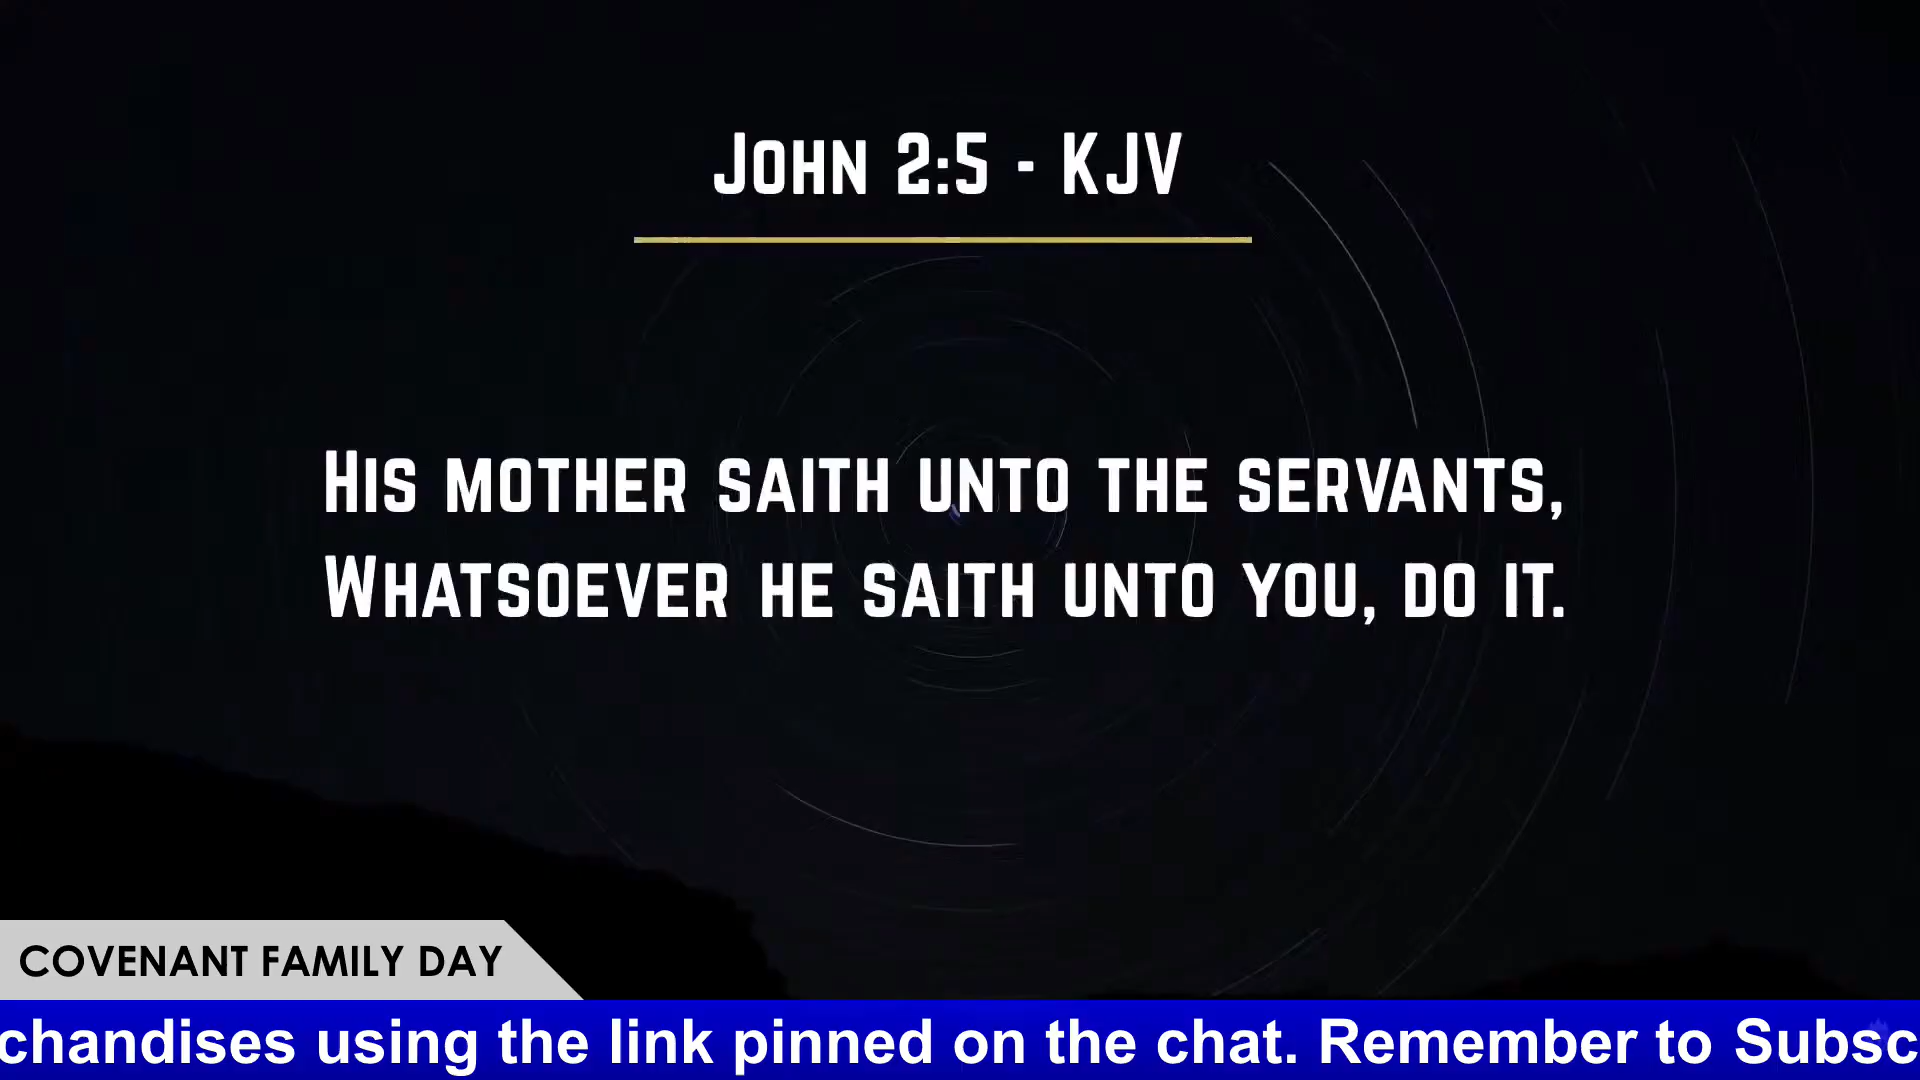 John 2:5 - KJV
His mother saith unto the servants,
Whatsoever he saith unto you, do it.
COVENANT FAMILY DAY
chandises using the link pinned on the chat. Remember to Subsc